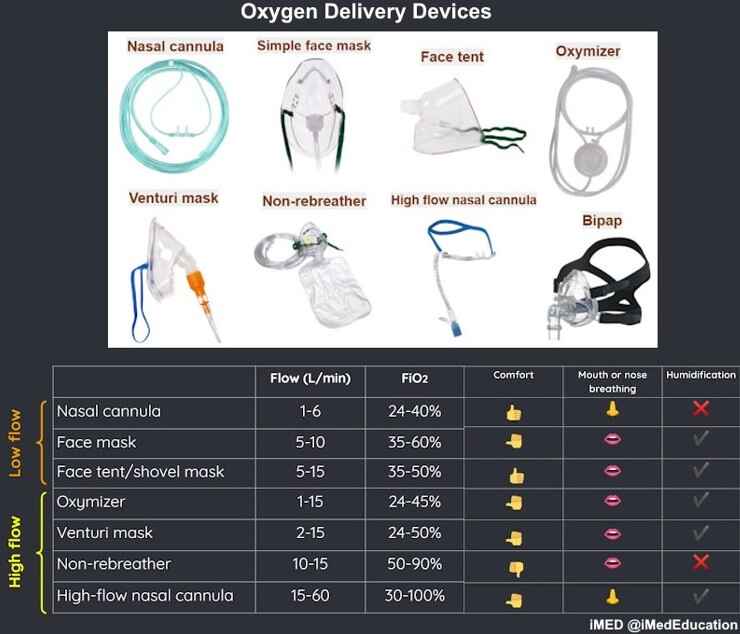 Oxygen Delivery Devices
Nasal cannula
Simple face mask
Face tent
Oxymizer
Venturi mask
Non-rebreather
High flow nasal cannula
Bipap
Flow (L/min) FiO2 Comfort Mouth or nose breathing Humidification
Low flow
Nasal cannula 1-6 24-40%
Face mask 5-10 35-60%
Face tent/shovel mask 5-15 35-50%
High flow
Oxymizer 1-15 24-45%
Venturi mask 2-15 24-50%
Non-rebreather 10-15 50-90%
High-flow nasal cannula 15-60 30-100%
iMED @iMedEducation